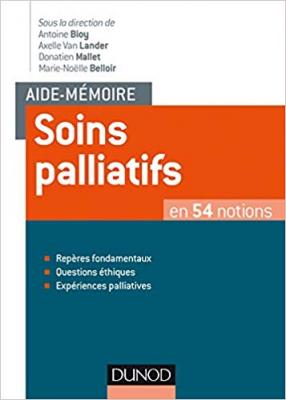 Sous la direction de
Antoine Bioy
Axelle Van Lander
Donatien Mallet
Marie-Noëlle Belloir
AIDE-MÉMOIRE
Soins
palliatifs
en 54 notions
Repères fondamentaux
Questions éthiques
Expériences palliatives
DUNOD